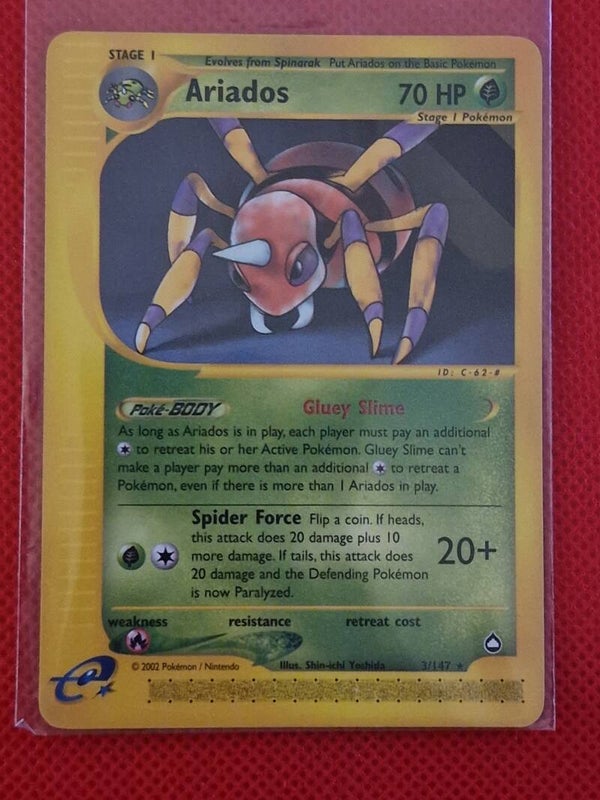 STAGE 1
Evolves from Spinarak Put Ariados on the Basic Pokémon
Ariados 70 HP
Stage 1 Pokémon
ID: C-62-#
Poké-BODY Gluey Slime
As long as Ariados is in play, each player must pay an additional
to retreat his or her Active Pokémon. Gluey Slime can't
make a player pay more than an additional to retreat a
Pokémon, even if there is more than 1 Ariados in play.
Spider Force Flip a coin. If heads,
this attack does 20 damage plus 10
more damage. If tails, this attack does
20 damage and the Defending Pokémon
is now Paralyzed.
20+
weakness resistance retreat cost
© 2002 Pokémon / Nintendo Illus. Shin-ichi Yoshida 3/147 ★
e